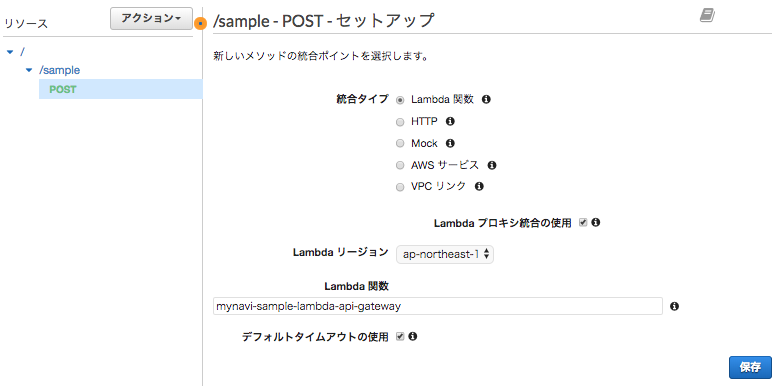 リソース
アクション
/
/sample
POST
/sample - POST - セットアップ
新しいメソッドの統合ポイントを選択します。
統合タイプ Lambda 関数
HTTP
Mock
AWS サービス
VPC リンク
Lambda プロキシ統合の使用
Lambda リージョン ap-northeast-1
Lambda 関数
mynavi-sample-lambda-api-gateway
デフォルトタイムアウトの使用
保存